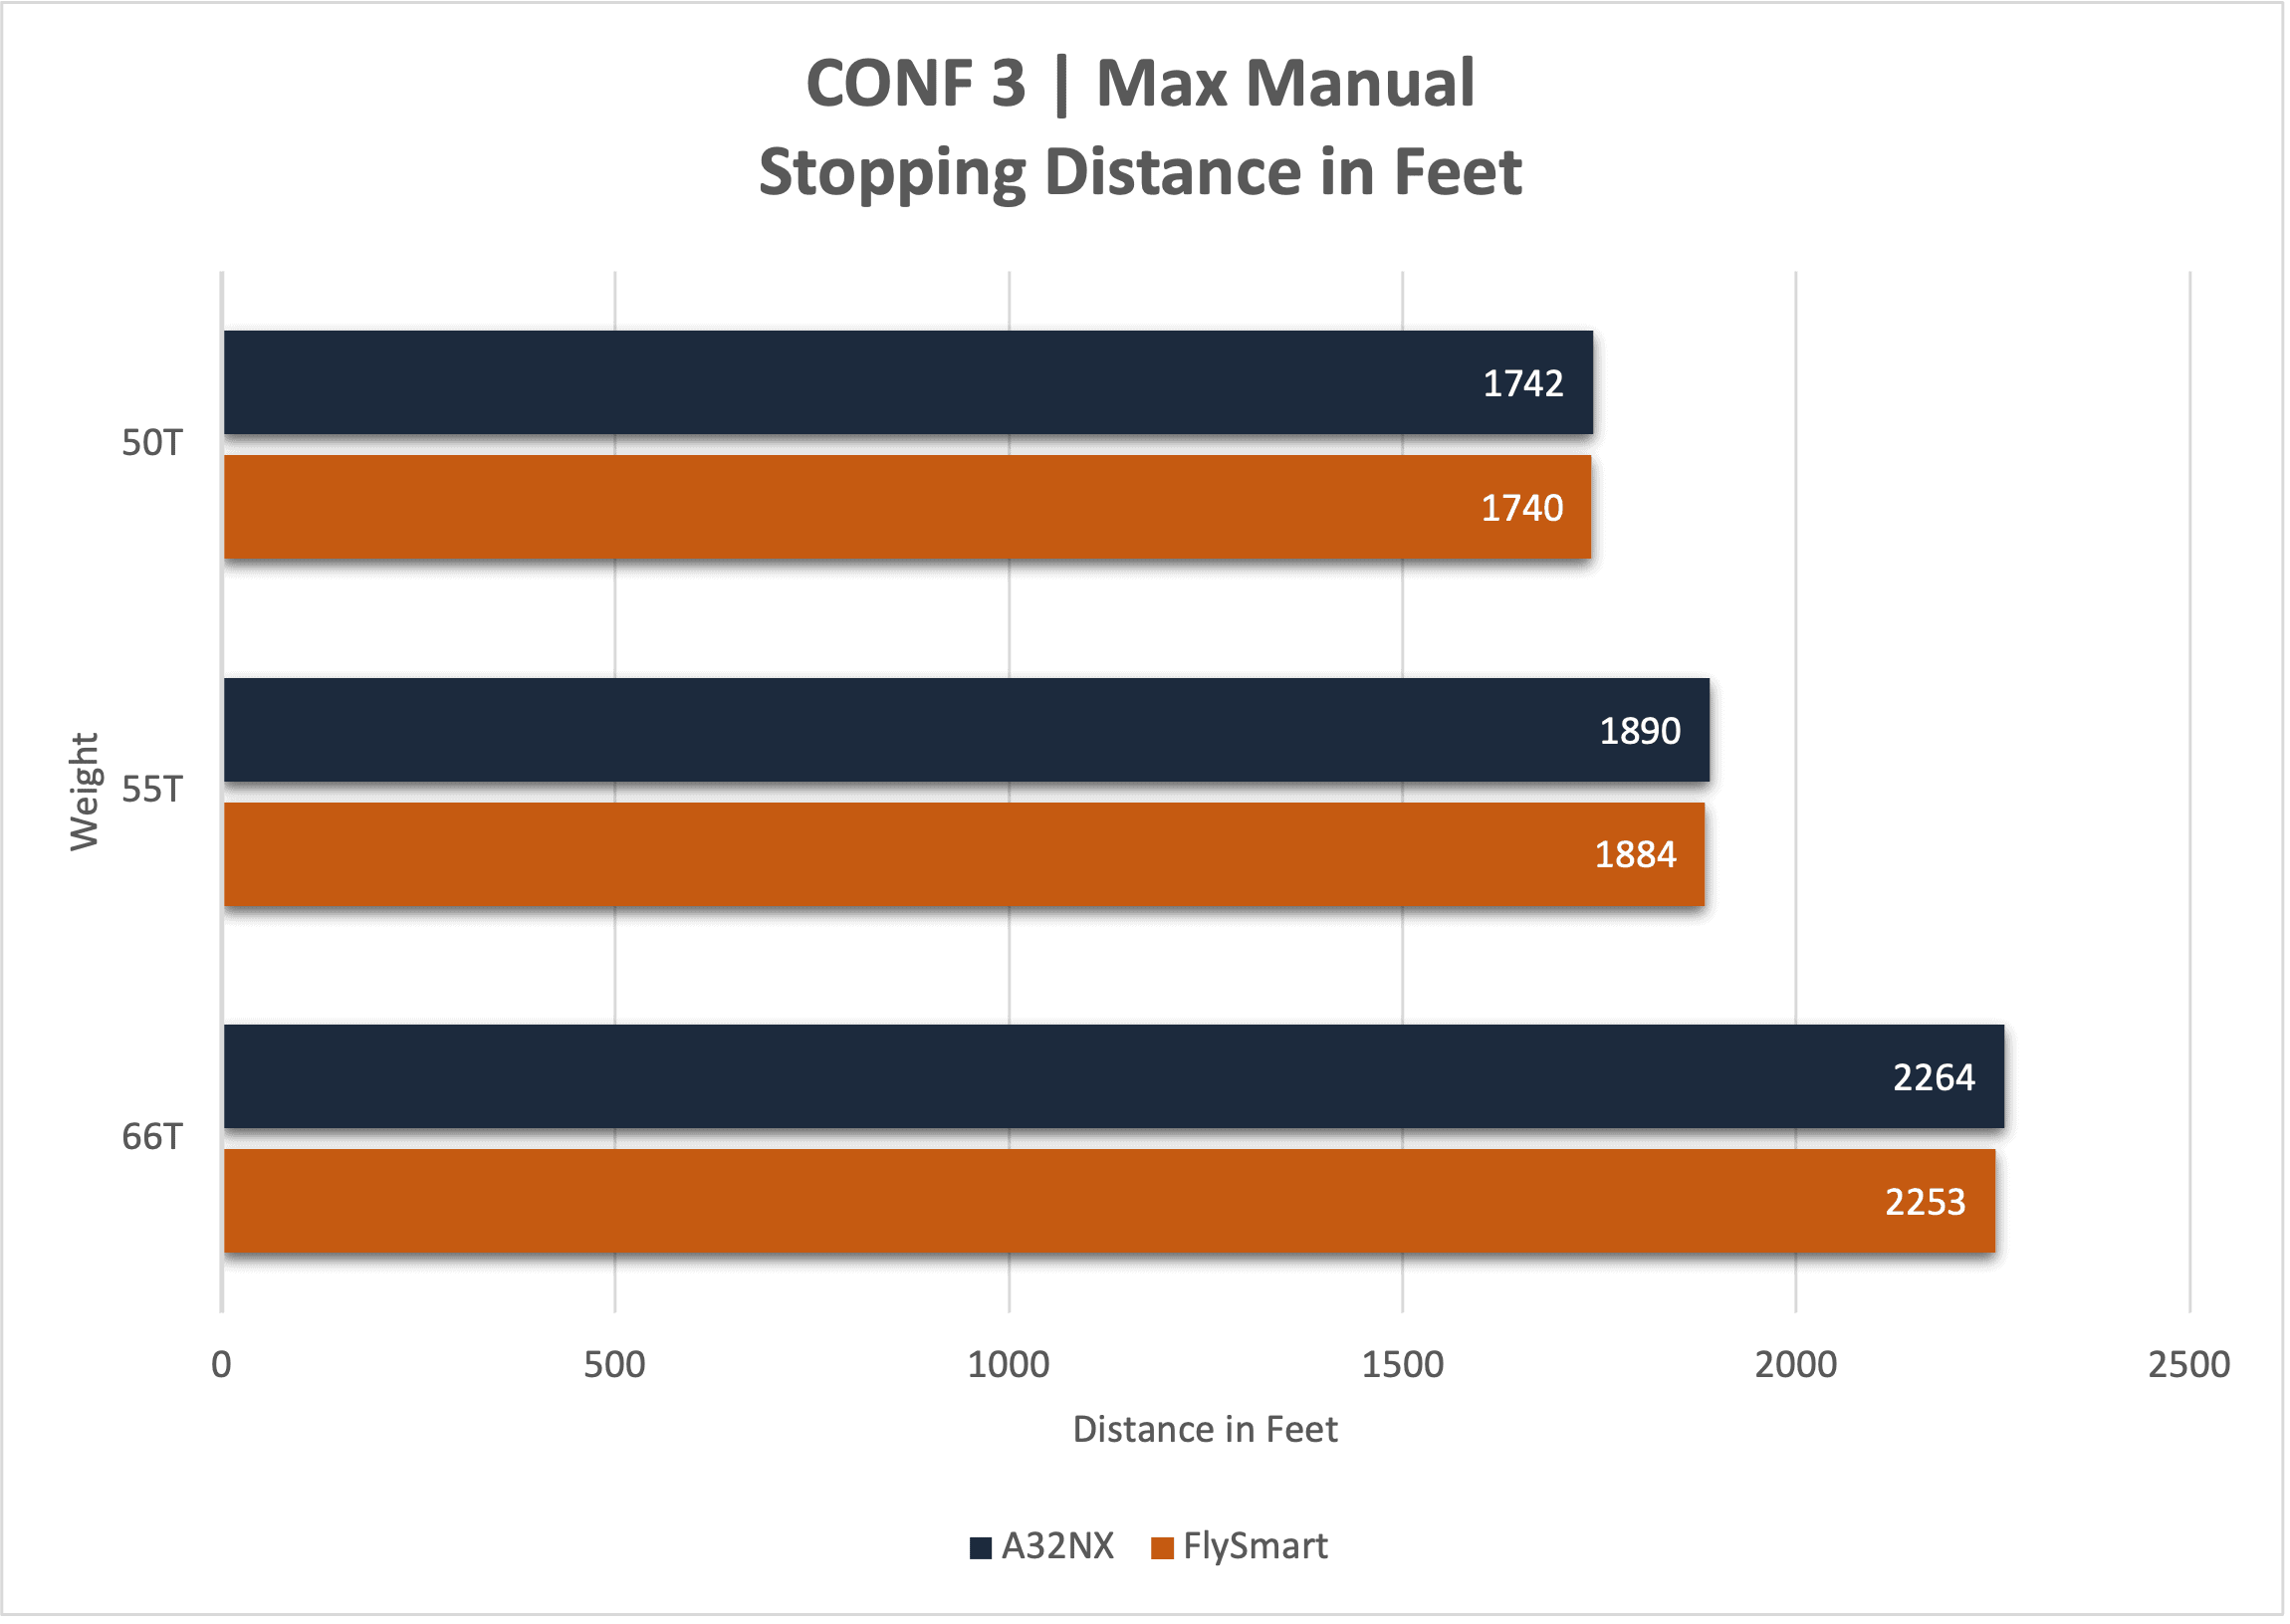 CONF 3 | Max Manual
Stopping Distance in Feet
1742
50T
1740
1890
Weight
55T
1884
2264
66T
2253
0 500 1000 1500 2000 2500
Distance in Feet
A32NX FlySmart